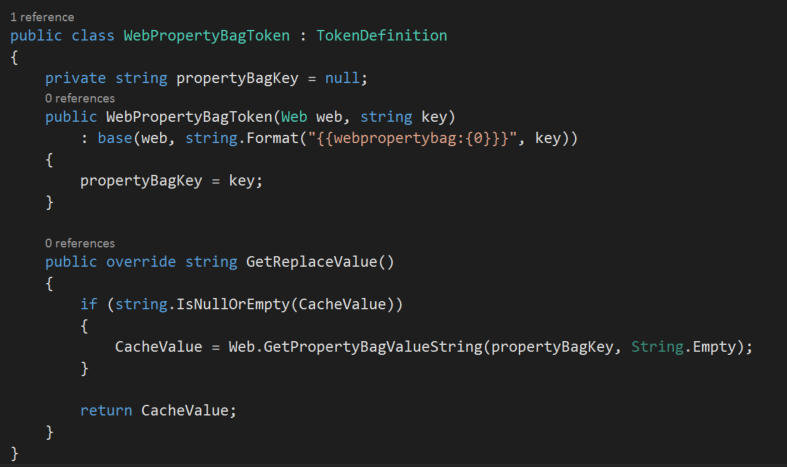 1 reference
public class WebPropertyBagToken : TokenDefinition
{
    private string propertyBagKey = null;
    0 references
    public WebPropertyBagToken(Web web, string key)
        : base(web, string.Format("{{webpropertybag:{0}}}", key))
    {
        propertyBagKey = key;
    }
    0 references
    public override string GetReplaceValue()
    {
        if (string.IsNullOrEmpty(CacheValue))
        {
            CacheValue = Web.GetPropertyBagValueString(propertyBagKey, String.Empty);
        }
        return CacheValue;
    }
}